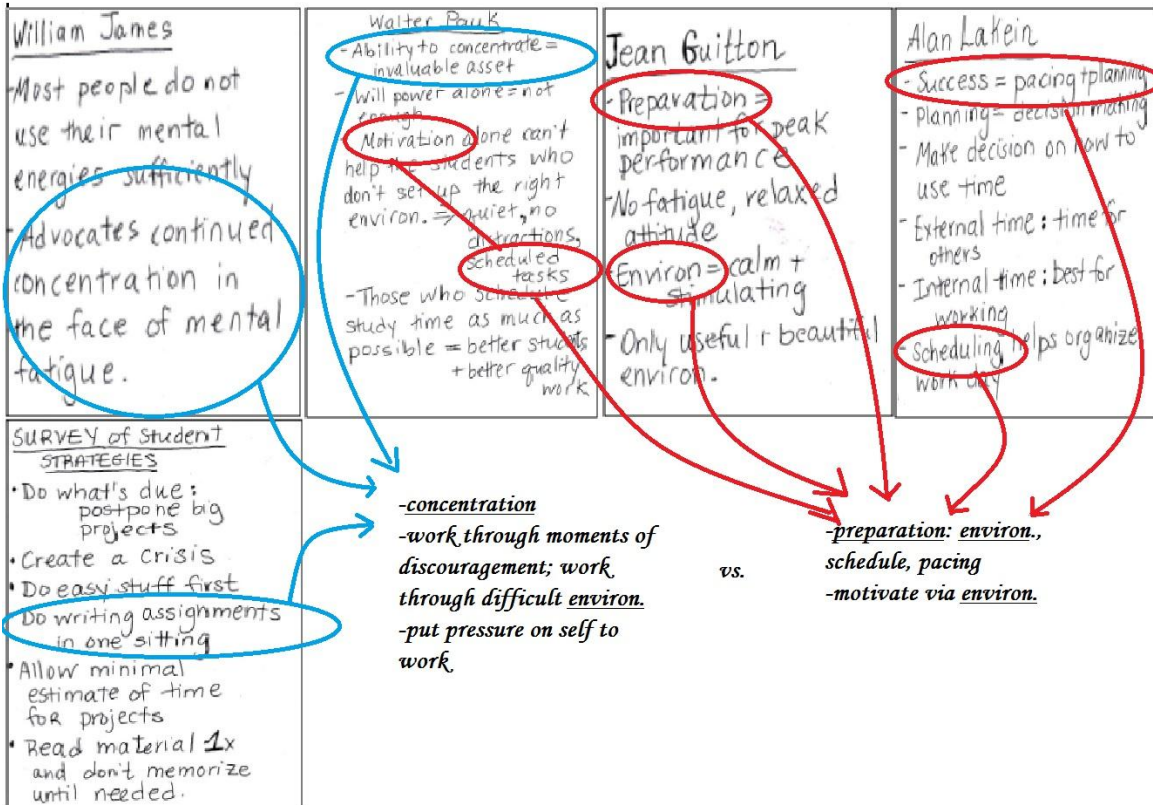 William James
-Most people do not
use their mental
energies sufficiently
-Advocates continued
concentration in
the face of mental
fatigue.
Walter Pauk
-Ability to concentrate =
invaluable asset
-Will power alone = not
enough
-Motivation alone can't
help the students who
don't set up the right
environ. ⇒ quiet, no
distractions,
scheduled
tasks
-Those who schedule
study time as much as
possible = better students
+ better quality
work
Jean Guitton
-Preparation =
important for peak
performance
-No fatigue, relaxed
attitude
-Environ = calm +
stimulating
-Only useful r beautiful
environ.
Alan Lakein
-Success = pacing + planning
-Planning = decision making
-Make decision on how to
use time
-External time: time for
others
-Internal time: best for
working
-Scheduling helps organize
work day
SURVEY of Student
STRATEGIES
• Do what's due:
postpone big
projects
• Create a crisis
• Do easy stuff first
• Do writing assignments
in one sitting
• Allow minimal
estimate of time
for projects
• Read material 1x
and don't memorize
until needed.
-concentration
-work through moments of
discouragement; work
through difficult environ.
-put pressure on self to
work
vs.
-preparation: environ.,
schedule, pacing
-motivate via environ.